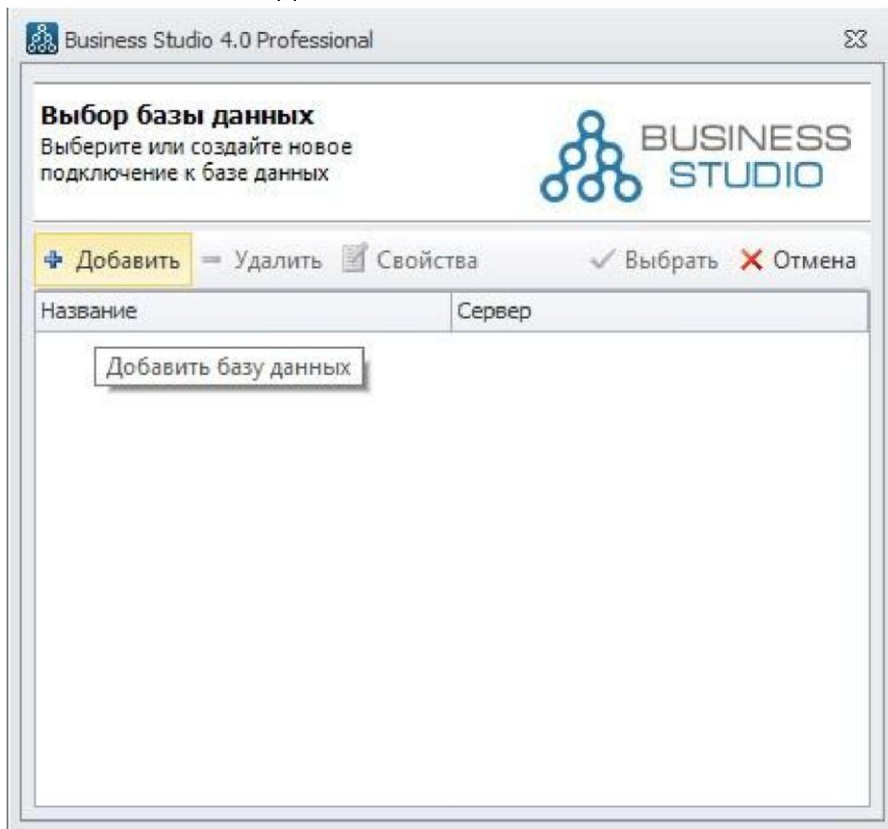 Business Studio 4.0 Professional
Выбор базы данных
Выберите или создайте новое
подключение к базе данных
BUSINESS
STUDIO
Добавить Удалить Свойства Выбрать Отмена
Название Сервер
Добавить базу данных